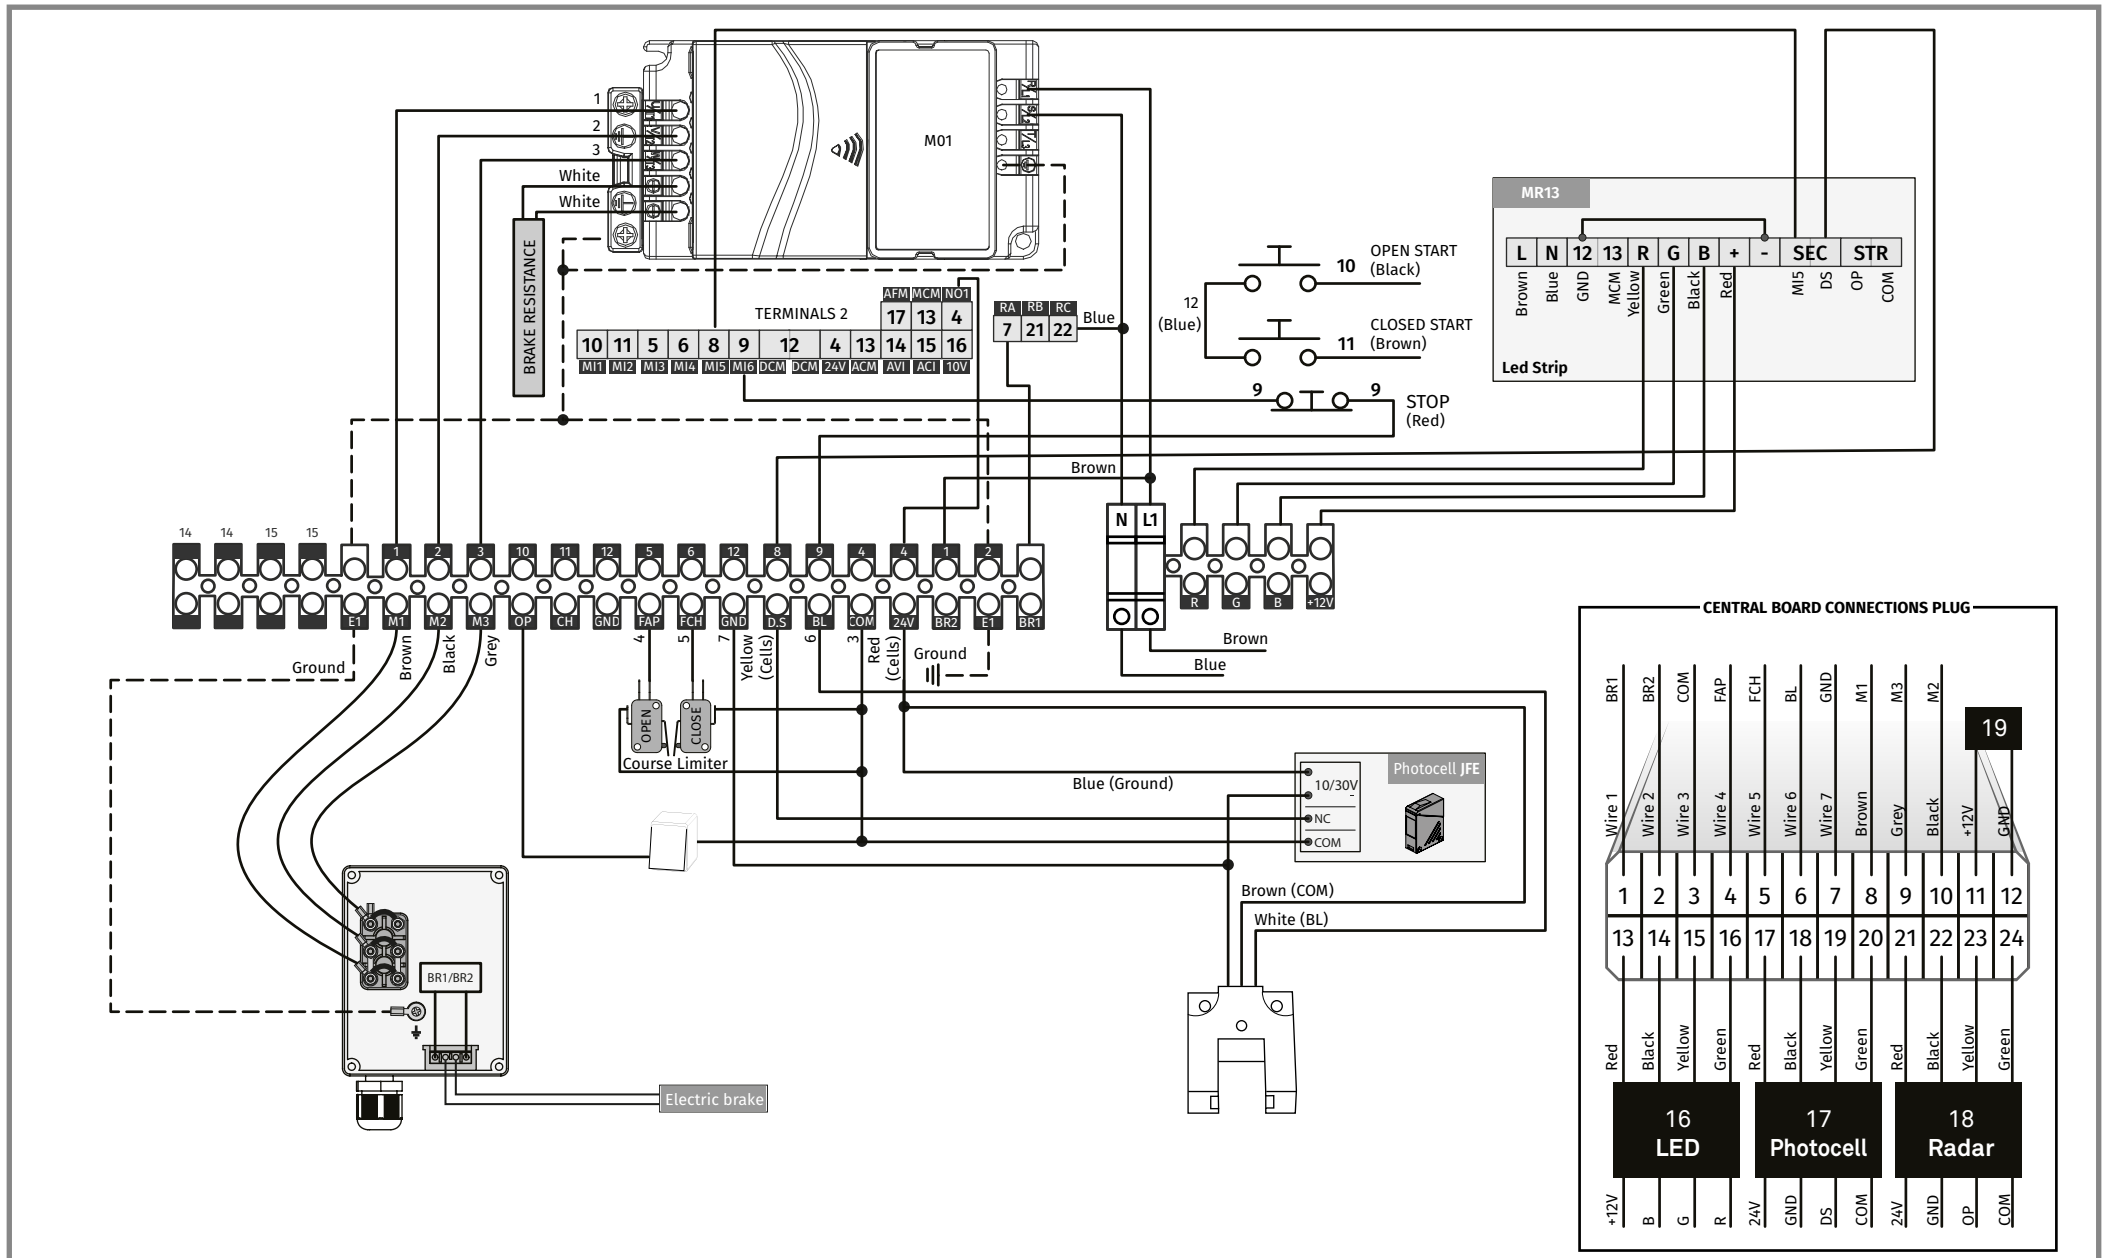 1
2
3
White
White
U/T1
V/T2
W/T3
M01
R/L1
S/L2
T/L3
BRAKE RESISTANCE
TERMINALS 2
AFM MCM NO1
17 13 4
10 11 5 6 8 9 12 4 13 14 15 16
MI1 MI2 MI3 MI4 MI5 MI6 DCM DCM 24V ACM AVI ACI 10V
RA RB RC
7 21 22
Blue
12
(Blue)
10
OPEN START
(Black)
11
CLOSED START
(Brown)
9
9
STOP
(Red)
MR13
L N 12 13 R G B + - SEC STR
Brown
Blue
GND
MCM
Yellow
Green
Black
Red
MI5
DS
OP
COM
Led Strip
Brown
14 14 15 15
1 2 3 10 11 12 5 6 12 8 9 4 4 1 2
E1 M1 M2 M3 OP CH GND FAP FCH GND D.S BL COM 24V BR2 E1 BR1
N L1
R G B +12V
Brown
Blue
Ground
Brown
Black
Grey
4
5
7
Yellow
(Cells)
6
3
Red
(Cells)
Ground
OPEN
CLOSE
Course Limiter
Blue (Ground)
Photocell JFE
10/30V
-
NC
COM
Brown (COM)
White (BL)
BR1/BR2
Electric brake
CENTRAL BOARD CONNECTIONS PLUG
BR1
BR2
COM
FAP
FCH
BL
GND
M1
M3
M2
19
Wire 1
Wire 2
Wire 3
Wire 4
Wire 5
Wire 6
Wire 7
Brown
Grey
Black
+12V
GND
1 2 3 4 5 6 7 8 9 10 11 12
13 14 15 16 17 18 19 20 21 22 23 24
Red
Black
Yellow
Green
Red
Black
Yellow
Green
Red
Black
Yellow
Green
16
LED
17
Photocell
18
Radar
+12V
B
G
R
24V
GND
DS
COM
24V
GND
OP
COM